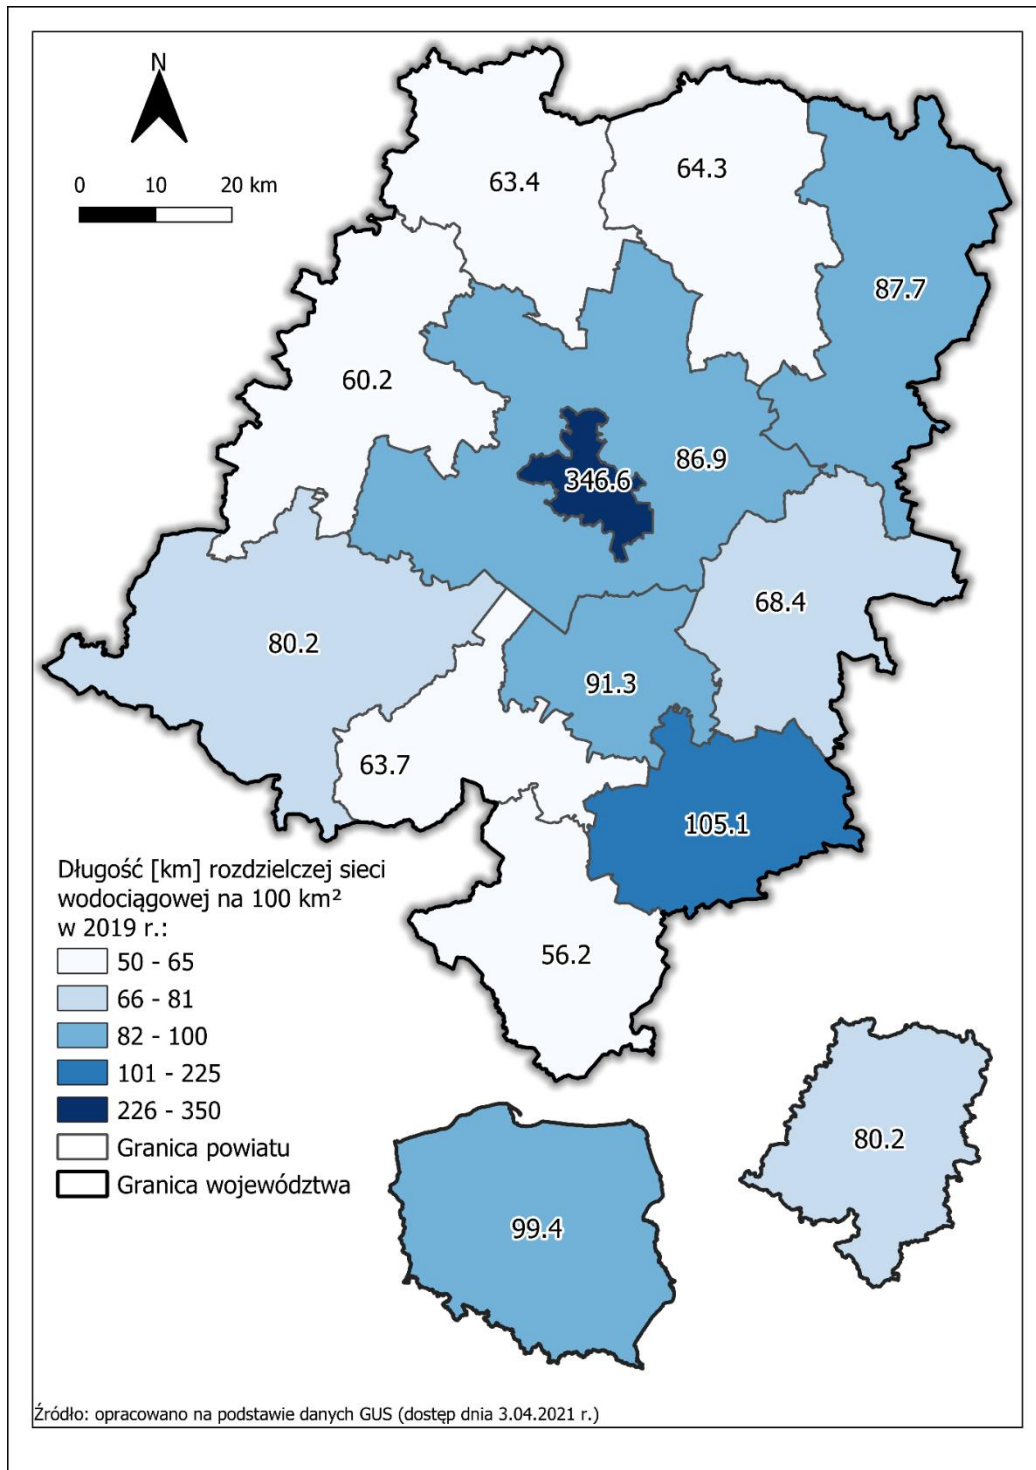 N
0 10 20 km
63.4
64.3
87.7
60.2
86.9
346.6
68.4
80.2
91.3
63.7
105.1
56.2
Długość [km] rozdzielczej sieci
wodociągowej na 100 km²
w 2019 r.:
50 - 65
66 - 81
82 - 100
101 - 225
226 - 350
Granica powiatu
Granica województwa
80.2
99.4
Źródło: opracowano na podstawie danych GUS (dostęp dnia 3.04.2021 r.)